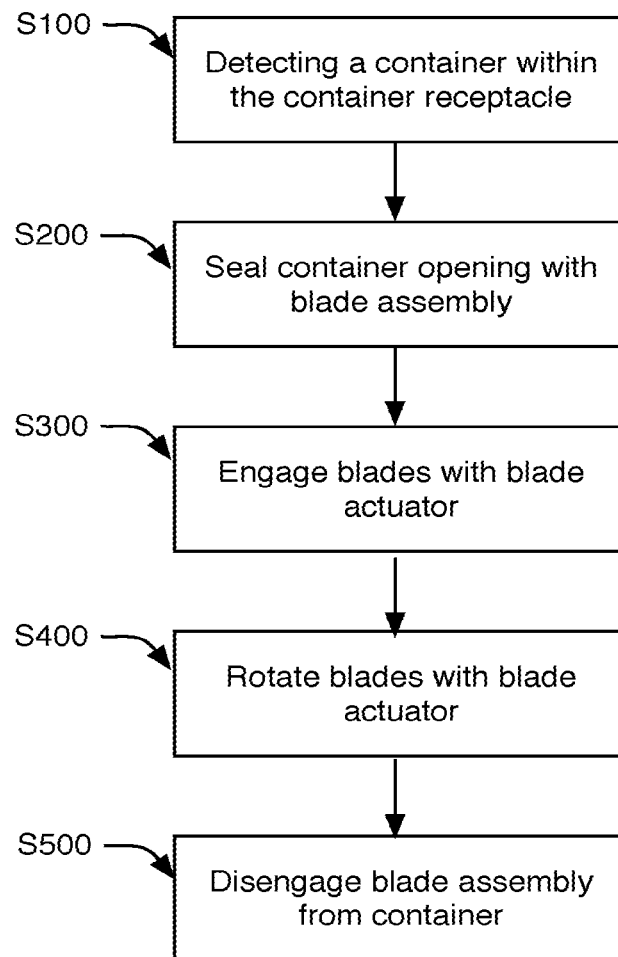 S100
Detecting a container within
the container receptacle
S200
Seal container opening with
blade assembly
S300
Engage blades with blade
actuator
S400
Rotate blades with blade
actuator
S500
Disengage blade assembly
from container